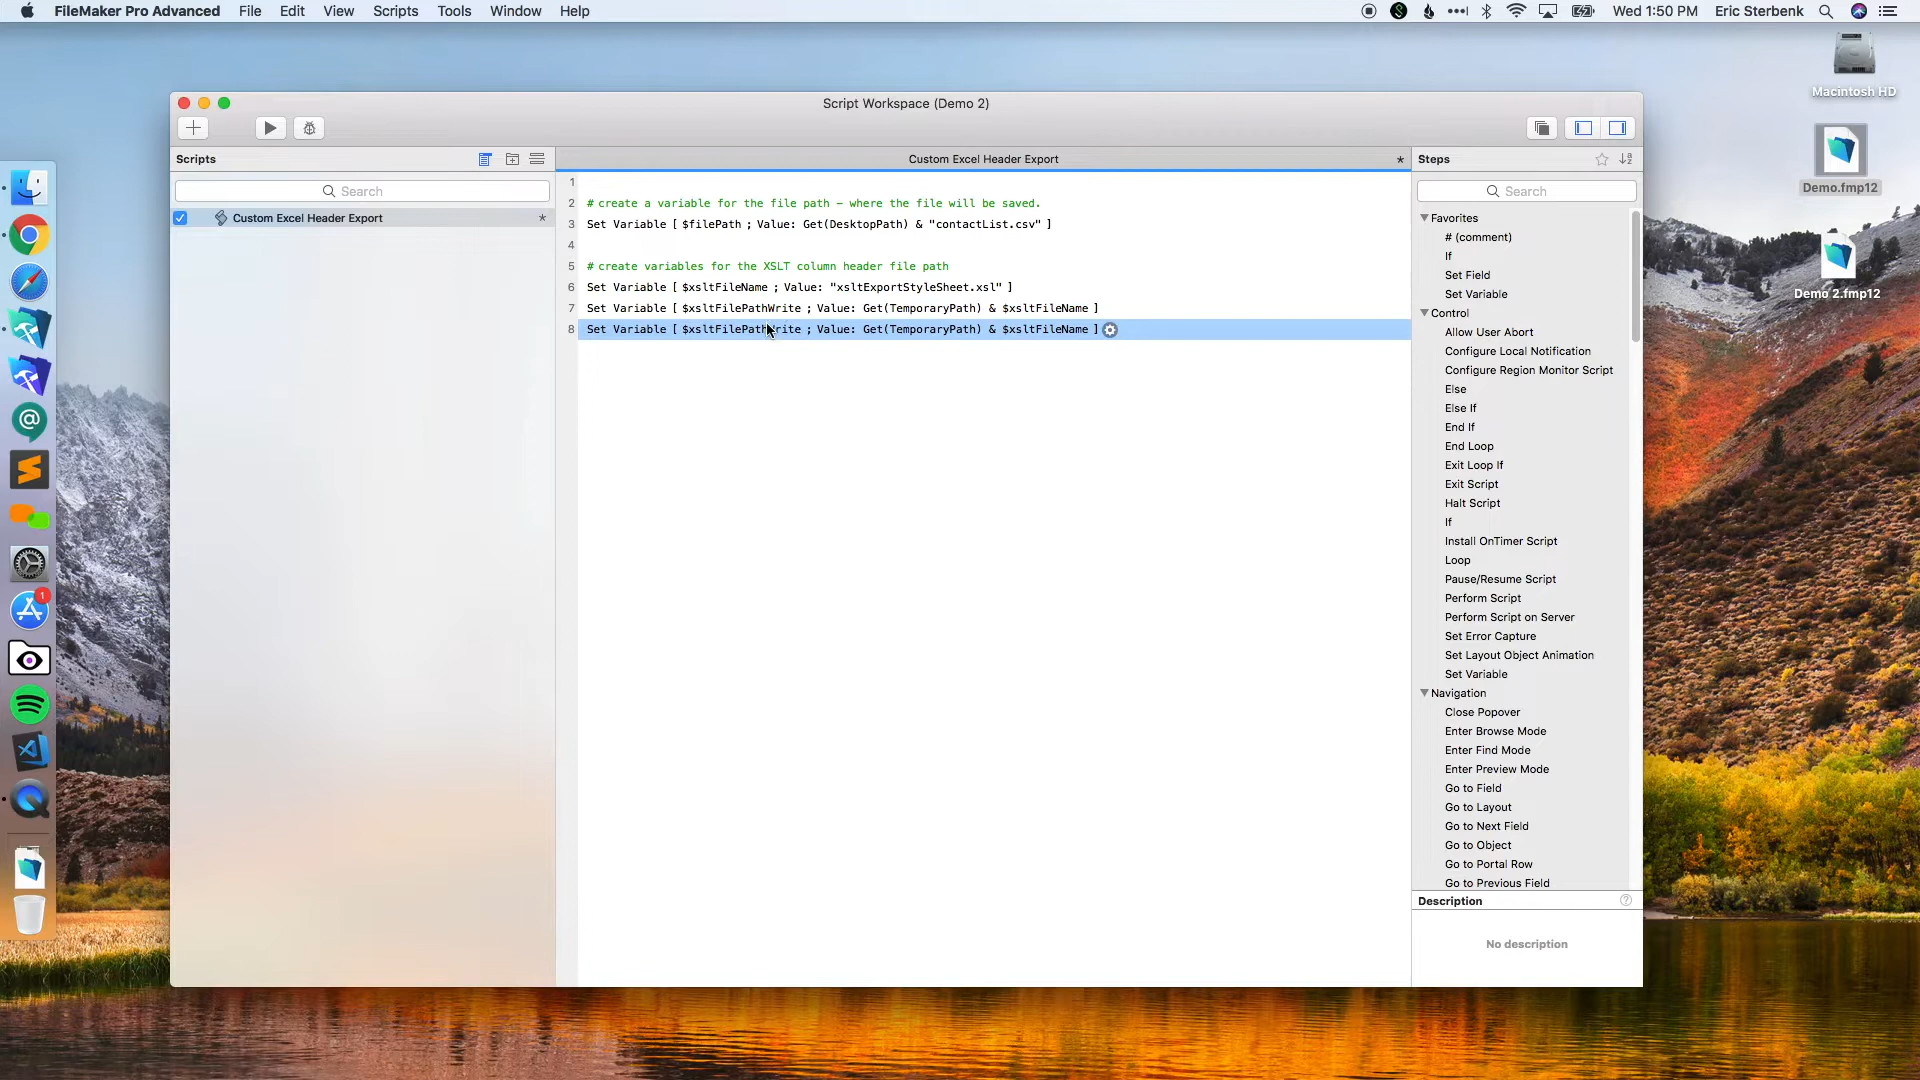 FileMaker Pro Advanced File Edit View Scripts Tools Window Help
Wed 1:50 PM Eric Sterbenk
Macintosh HD
Demo.fmp12
Demo 2.fmp12
1
Script Workspace (Demo 2)
Scripts
Search
Custom Excel Header Export *
Custom Excel Header Export *
1
2 # create a variable for the file path – where the file will be saved.
3 Set Variable [ $filePath ; Value: Get(DesktopPath) & "contactList.csv" ]
4
5 # create variables for the XSLT column header file path
6 Set Variable [ $xsltFileName ; Value: "xsltExportStyleSheet.xsl" ]
7 Set Variable [ $xsltFilePathWrite ; Value: Get(TemporaryPath) & $xsltFileName ]
8 Set Variable [ $xsltFilePathWrite ; Value: Get(TemporaryPath) & $xsltFileName ]
Steps
Search
Favorites
# (comment)
If
Set Field
Set Variable
Control
Allow User Abort
Configure Local Notification
Configure Region Monitor Script
Else
Else If
End If
End Loop
Exit Loop If
Exit Script
Halt Script
If
Install OnTimer Script
Loop
Pause/Resume Script
Perform Script
Perform Script on Server
Set Error Capture
Set Layout Object Animation
Set Variable
Navigation
Close Popover
Enter Browse Mode
Enter Find Mode
Enter Preview Mode
Go to Field
Go to Layout
Go to Next Field
Go to Object
Go to Portal Row
Go to Previous Field
Description
No description